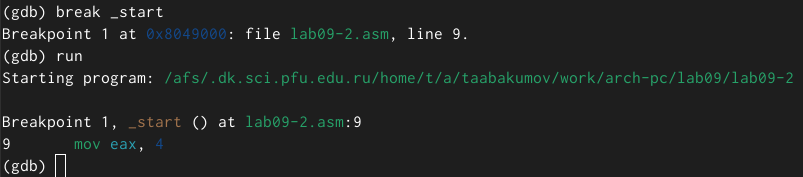 (gdb) break _start
Breakpoint 1 at 0x8049000: file lab09-2.asm, line 9.
(gdb) run
Starting program: /afs/.dk.sci.pfu.edu.ru/home/t/a/taabakumov/work/arch-pc/lab09/lab09-2

Breakpoint 1, _start () at lab09-2.asm:9
9       mov eax, 4
(gdb)